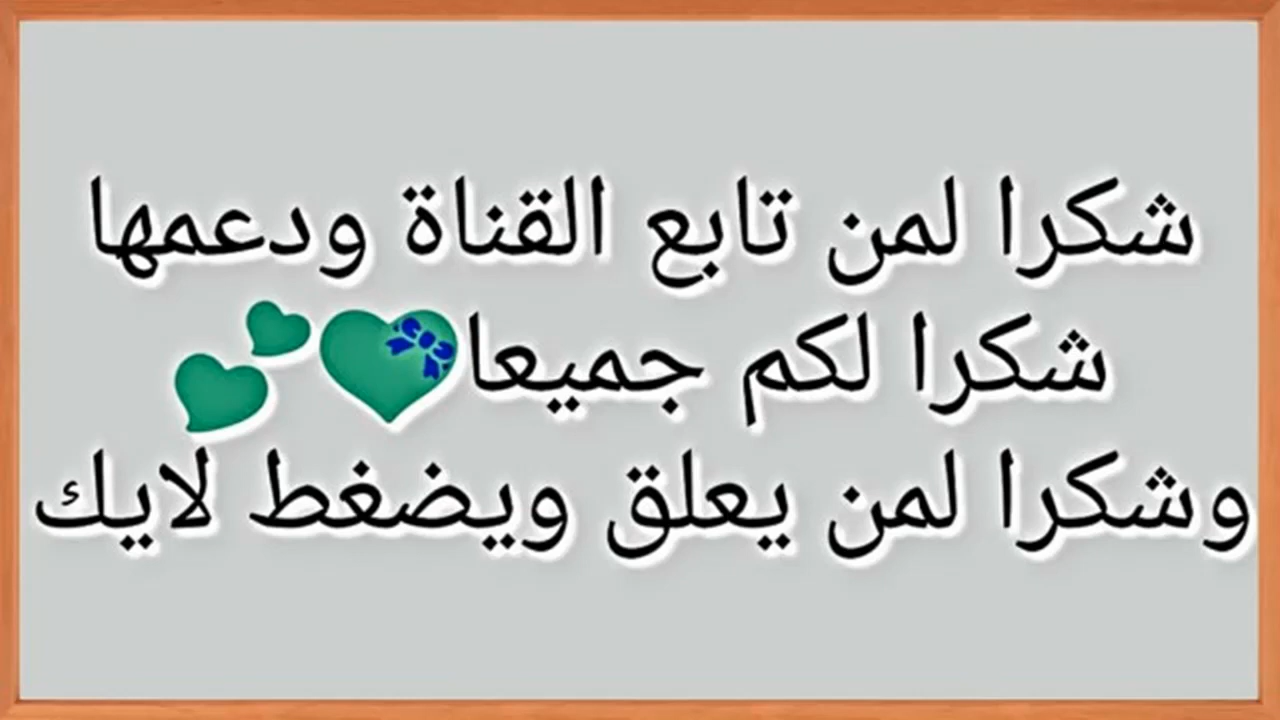 شكرا لمن تابع القناة ودعمها
شكرا لكم جميعا💝💕
وشكرا لمن يعلق ويضغط لايك